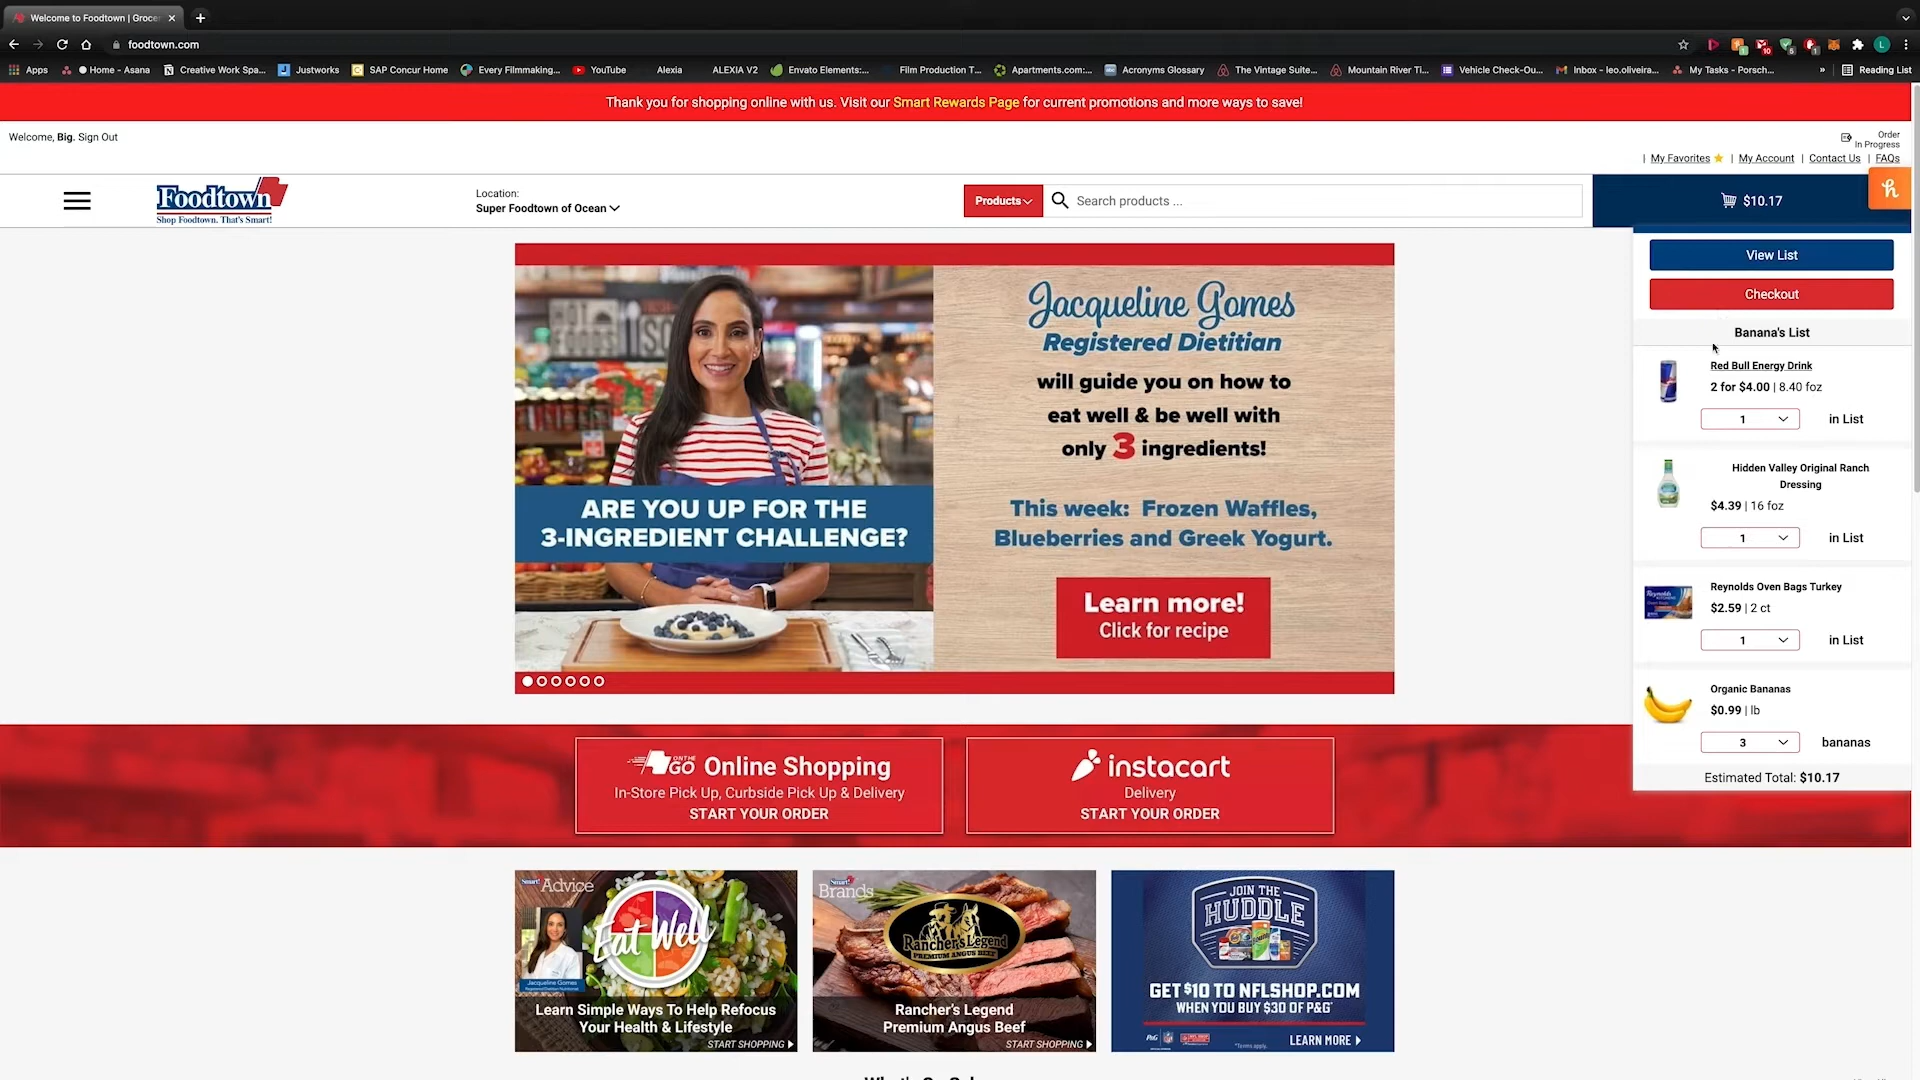 Welcome to Foodtown | Groce
foodtown.com
Apps
Home - Asana
Creative Work Spa...
Justworks
SAP Concur Home
Every Filmmaking...
YouTube
Alexia
ALEXIA V2
Envato Elements:...
Film Production T...
Apartments.com:...
Acronyms Glossary
The Vintage Suite...
Mountain River Ti...
Vehicle Check-Ou...
Inbox - leo.oliveira...
My Tasks - Porsch...
»
Reading List
Thank you for shopping online with us. Visit our Smart Rewards Page for current promotions and more ways to save!
Welcome, Big. Sign Out
Order
In Progress
| My Favorites | My Account | Contact Us | FAQs
Foodtown
Shop Foodtown. That's Smart!
Location:
Super Foodtown of Ocean
Products
Search products ...
$10.17
h
View List
Checkout
Banana's List
Red Bull Energy Drink
2 for $4.00 | 8.40 foz
1
in List
Hidden Valley Original Ranch
Dressing
$4.39 | 16 foz
1
in List
Reynolds Oven Bags Turkey
$2.59 | 2 ct
1
in List
Organic Bananas
$0.99 | lb
3
bananas
Estimated Total: $10.17
Jacqueline Gomes
Registered Dietitian
will guide you on how to
eat well & be well with
only 3 ingredients!
ARE YOU UP FOR THE
3-INGREDIENT CHALLENGE?
This week: Frozen Waffles,
Blueberries and Greek Yogurt.
Learn more!
Click for recipe
ON THE GO Online Shopping
In-Store Pick Up, Curbside Pick Up & Delivery
START YOUR ORDER
instacart
Delivery
START YOUR ORDER
Smart! Advice
Eat Well
Jacqueline Gomes
Learn Simple Ways To Help Refocus
Your Health & Lifestyle
START SHOPPING
Smart! Brands
Rancher's Legend
PREMIUM ANGUS BEEF
Rancher's Legend
Premium Angus Beef
START SHOPPING
JOIN THE
HUDDLE
GET $10 TO NFLSHOP.COM
WHEN YOU BUY $30 OF P&G*
P&G
*Terms apply.
LEARN MORE